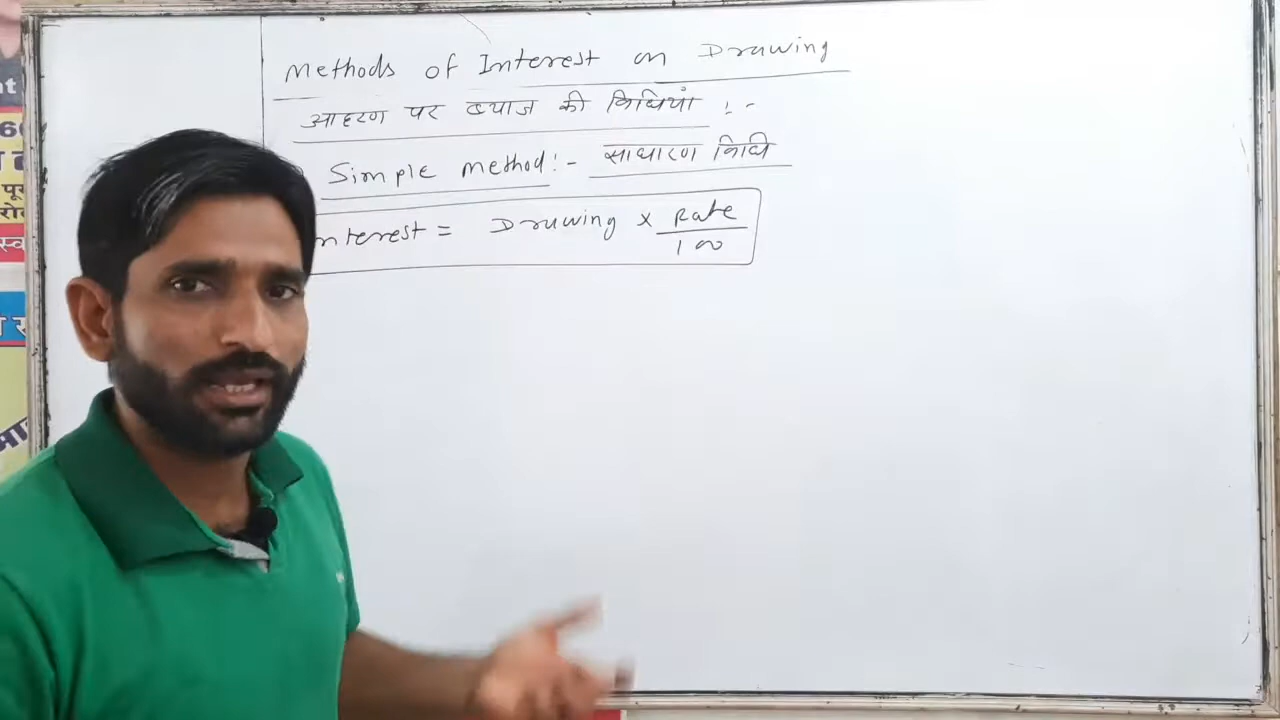 Methods of Interest on Drawing
आहरण पर ब्याज की विधियां :-
Simple method :- साधारण विधि
nterest = Drawing × Rate / 100